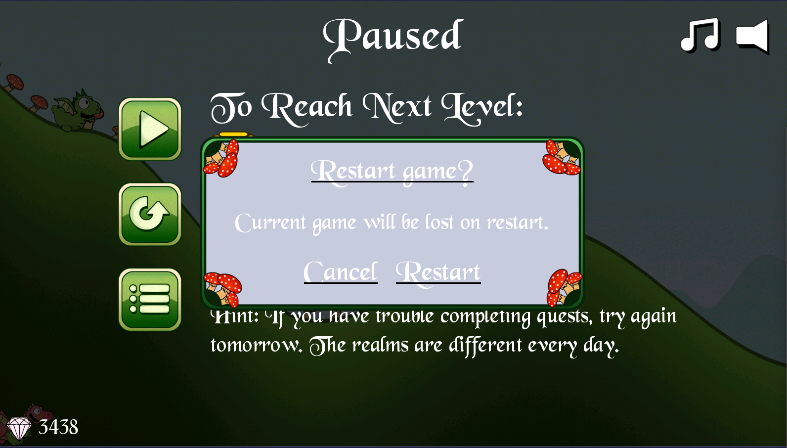 Paused
To Reach Next Level:
Restart game?
Current game will be lost on restart.
Cancel Restart
Hint: If you have trouble completing quests, try again
tomorrow. The realms are different every day.
3438